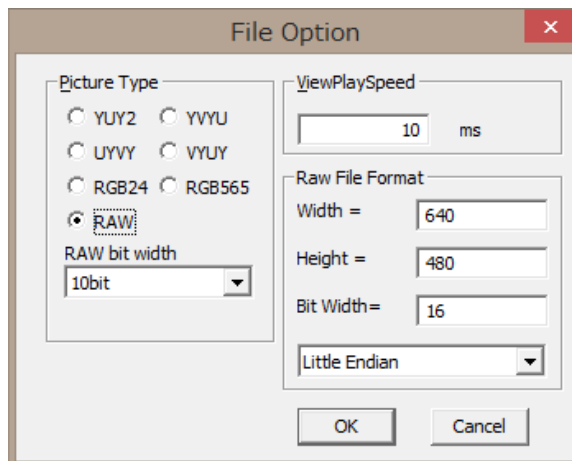 File Option
Picture Type
YUY2 YVYU
UYVY VYUY
RGB24 RGB565
RAW
RAW bit width
10bit
ViewPlaySpeed
10 ms
Raw File Format
Width = 640
Height = 480
Bit Width= 16
Little Endian
OK Cancel